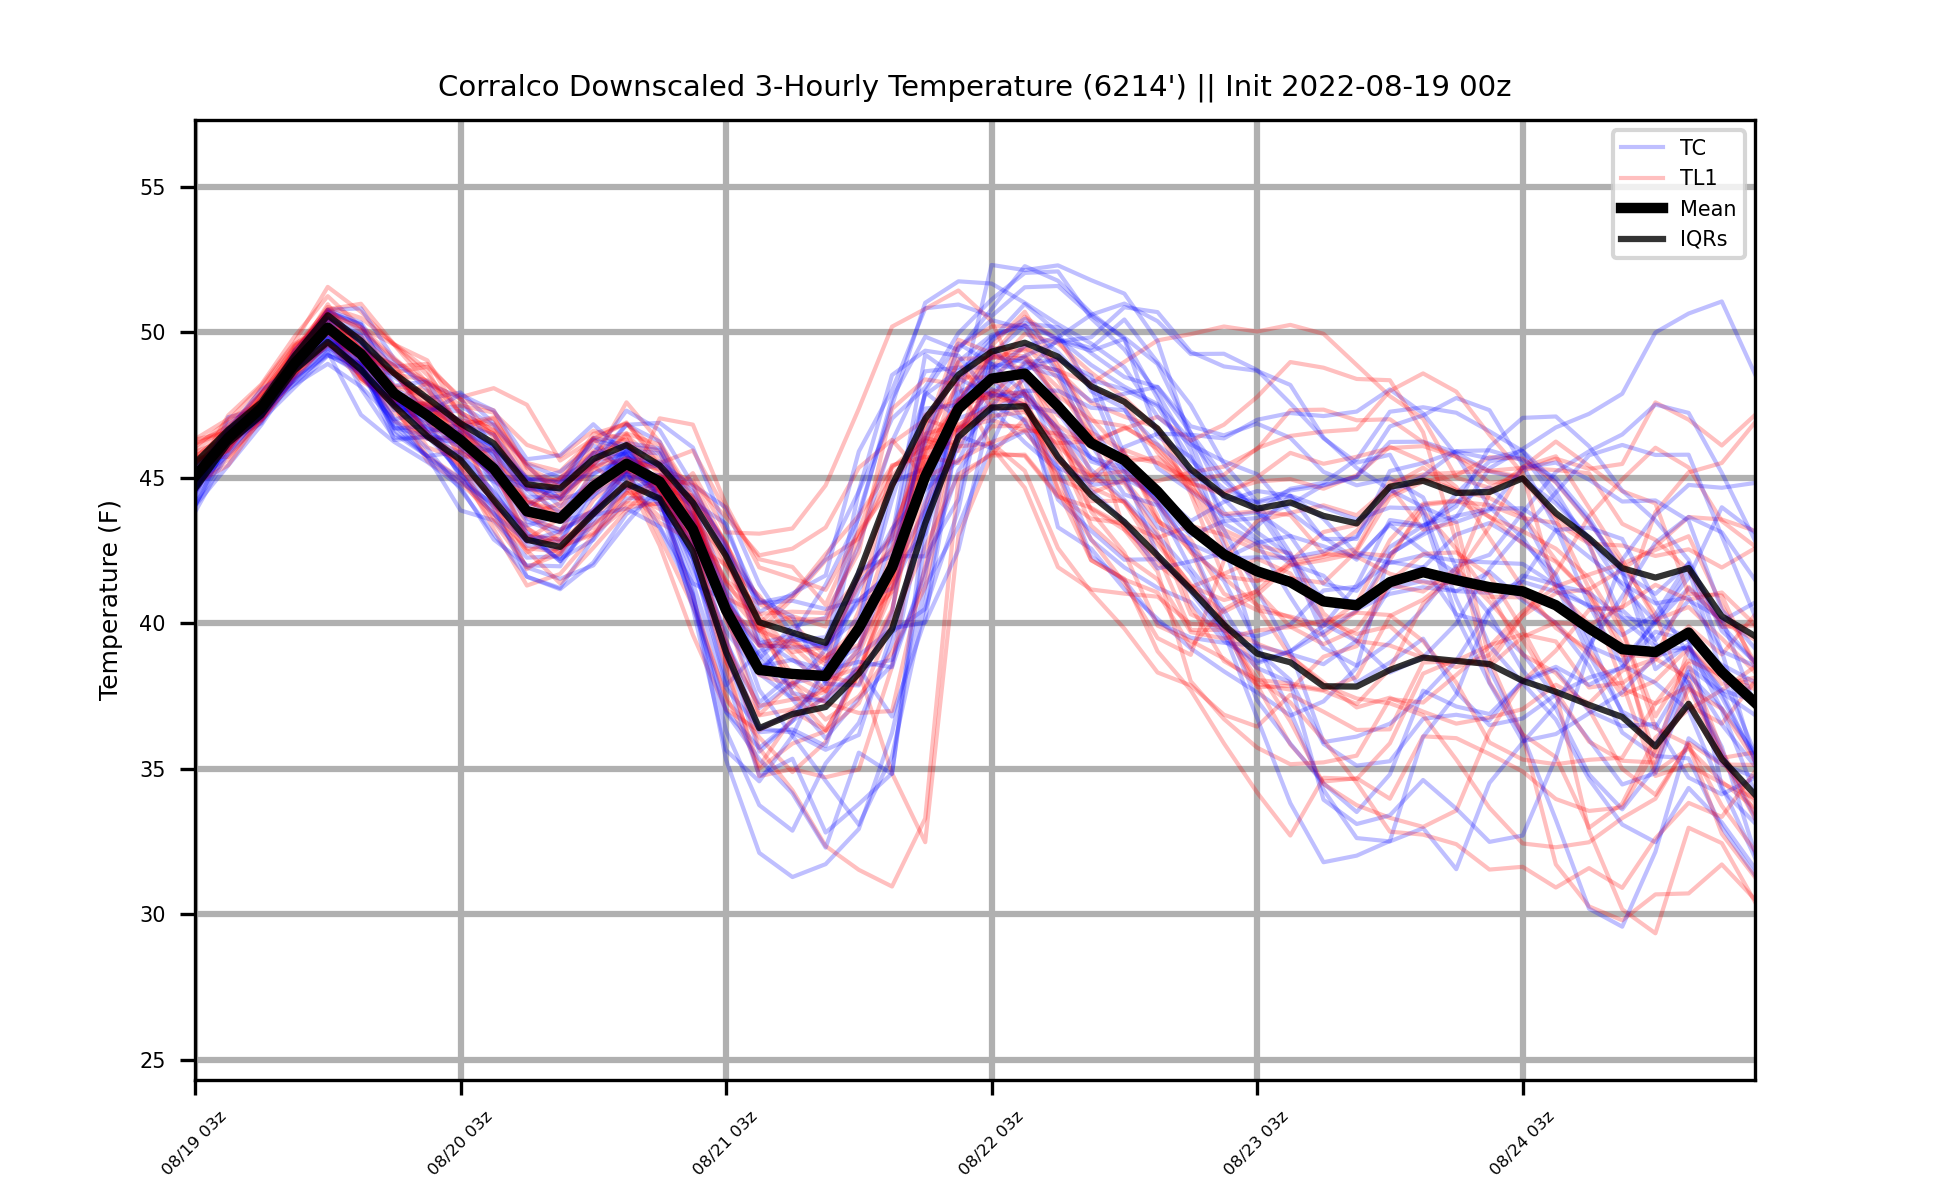 Corralco Downscaled 3-Hourly Temperature (6214') || Init 2022-08-19 00z
TC
TL1
Mean
IQRs
Temperature (F)
55
50
45
40
35
30
25
08/19 03z
08/20 03z
08/21 03z
08/22 03z
08/23 03z
08/24 03z